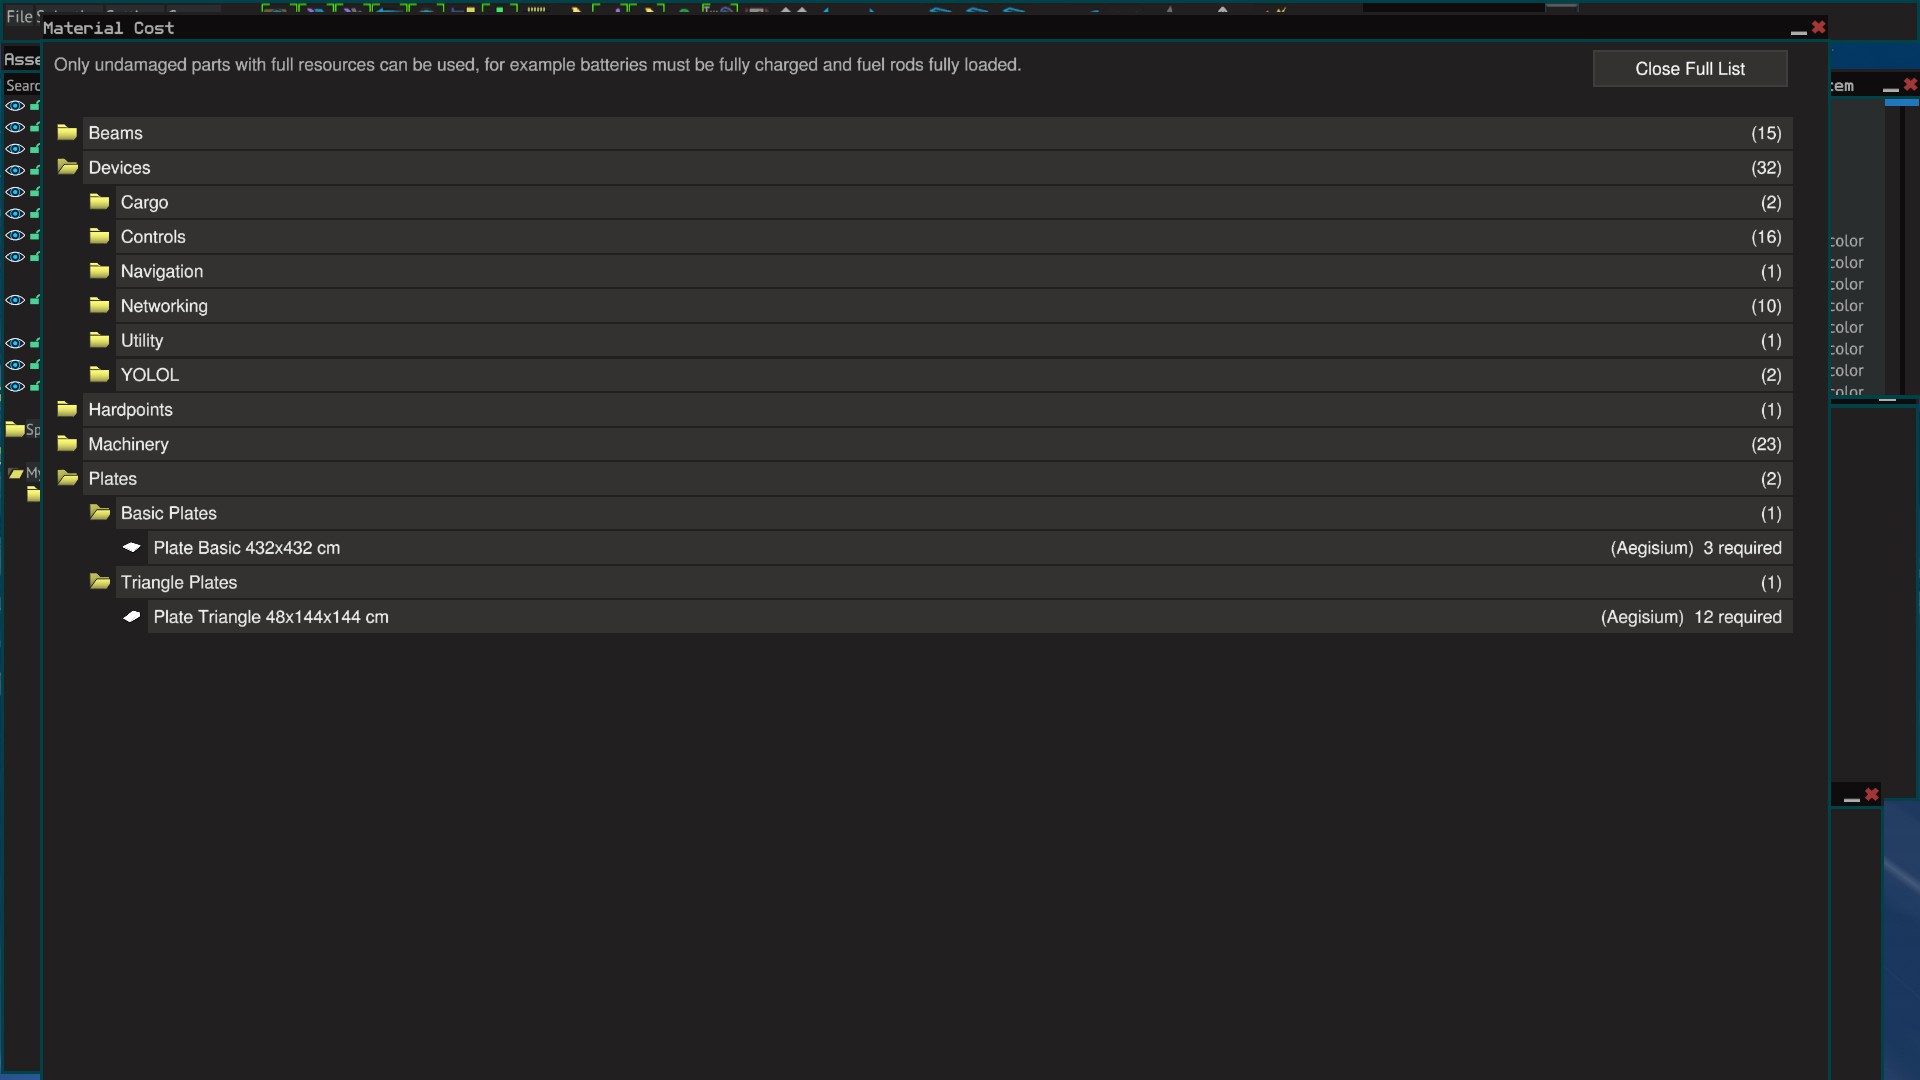 File
Material Cost
Asse
Only undamaged parts with full resources can be used, for example batteries must be fully charged and fuel rods fully loaded.
Close Full List
Searc
em
Beams (15)
Devices (32)
Cargo (2)
Controls (16)
color
Navigation (1)
color
color
Networking (10)
color
color
Utility (1)
color
YOLOL (2)
color
color
Hardpoints (1)
Sp
Machinery (23)
My
Plates (2)
Basic Plates (1)
Plate Basic 432x432 cm (Aegisium) 3 required
Triangle Plates (1)
Plate Triangle 48x144x144 cm (Aegisium) 12 required